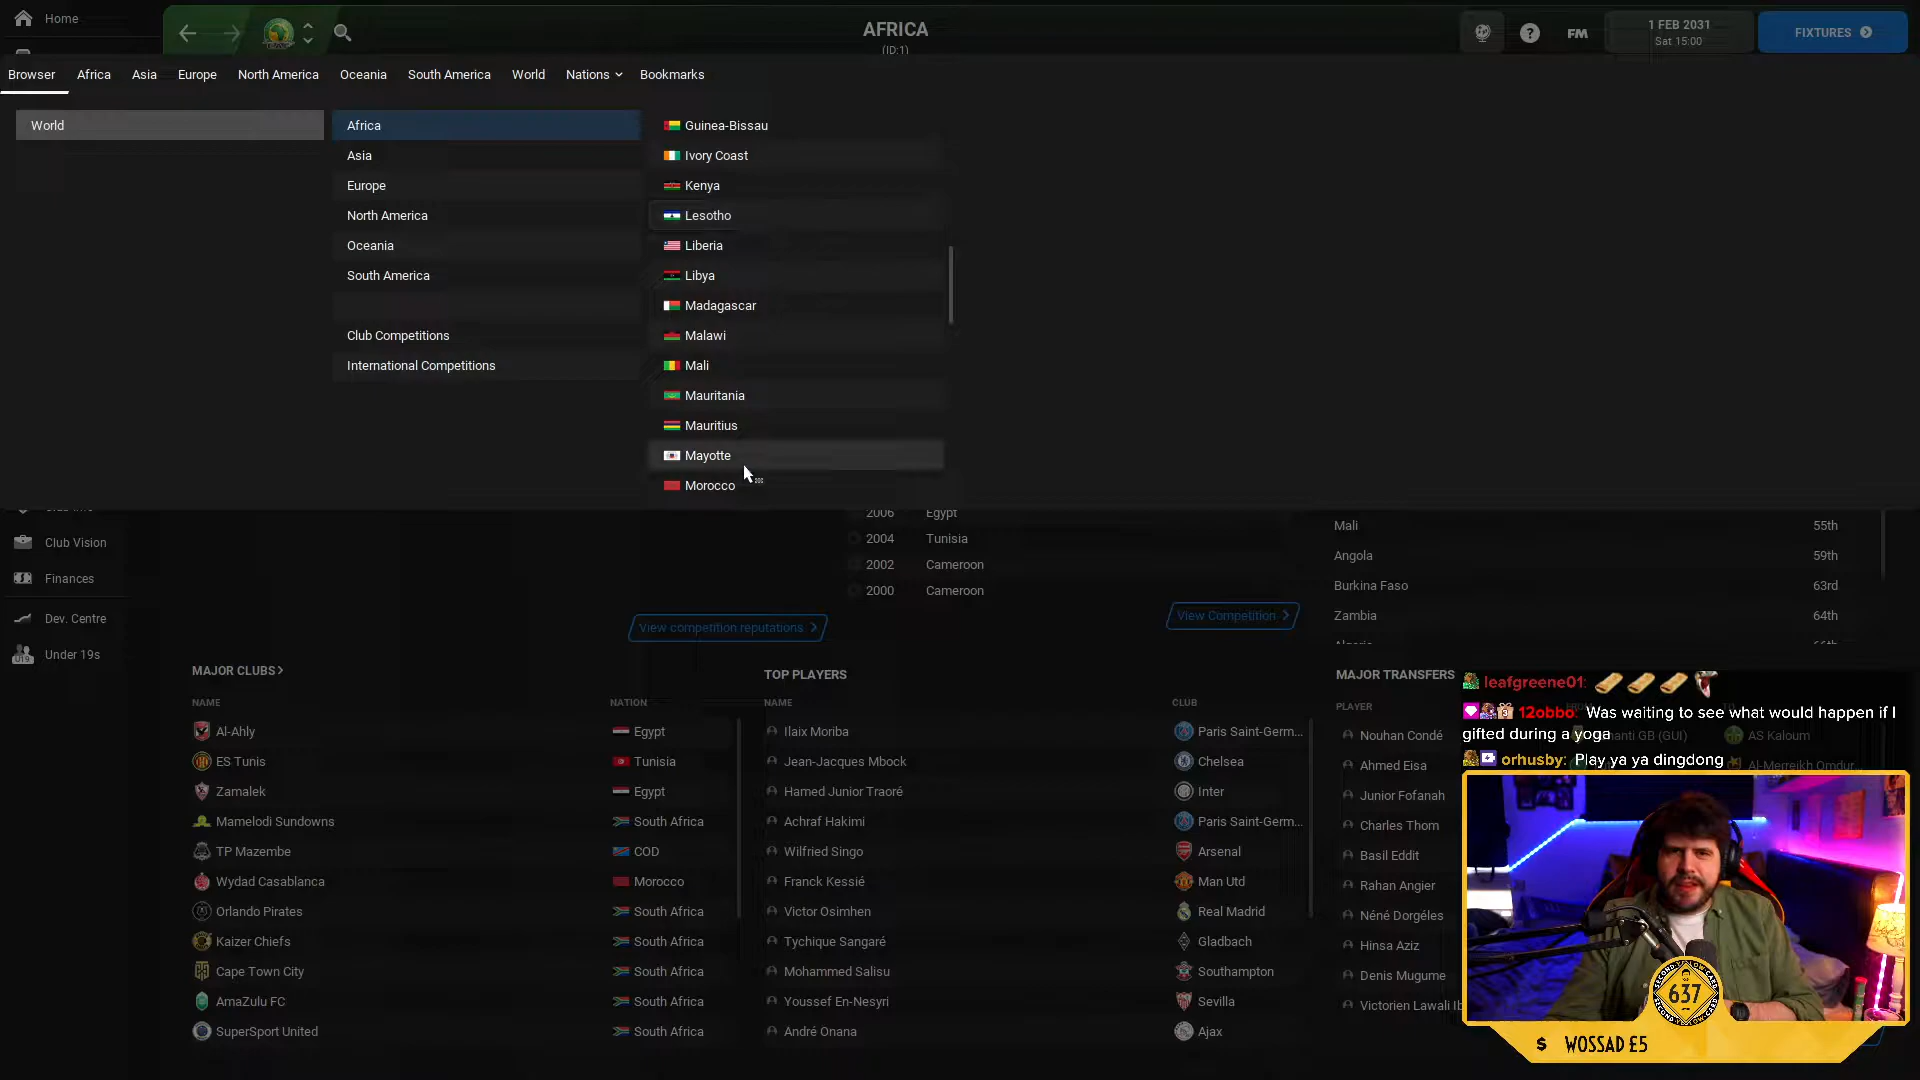 Home
AFRICA
(ID:1)
1 FEB 2031
Sat 15:00
FM
FIXTURES
Browser Africa Asia Europe North America Oceania South America World Nations Bookmarks
World
Africa
Asia
Europe
North America
Oceania
South America
Club Competitions
International Competitions
Guinea-Bissau
Ivory Coast
Kenya
Lesotho
Liberia
Libya
Madagascar
Malawi
Mali
Mauritania
Mauritius
Mayotte
Morocco
Club Vision
Finances
Dev. Centre
Under 19s
2006 Egypt
2004 Tunisia
2002 Cameroon
2000 Cameroon
View competition reputations
View Competition
Mali 55th
Angola 59th
Burkina Faso 63rd
Zambia 64th
MAJOR CLUBS
NAME NATION
Al-Ahly Egypt
ES Tunis Tunisia
Zamalek Egypt
Mamelodi Sundowns South Africa
TP Mazembe COD
Wydad Casablanca Morocco
Orlando Pirates South Africa
Kaizer Chiefs South Africa
Cape Town City South Africa
AmaZulu FC South Africa
SuperSport United South Africa
TOP PLAYERS
NAME CLUB
Ilaix Moriba Paris Saint-Germ...
Jean-Jacques Mbock Chelsea
Hamed Junior Traoré Inter
Achraf Hakimi Paris Saint-Germ...
Wilfried Singo Arsenal
Franck Kessié Man Utd
Victor Osimhen Real Madrid
Tychique Sangaré Gladbach
Mohammed Salisu Southampton
Youssef En-Nesyri Sevilla
André Onana Ajax
MAJOR TRANSFERS
PLAYER
Nouhan Condé
AS Kaloum
Ahmed Eisa
Al-Merreikh Omdur...
Junior Fofanah
Charles Thom
Basil Eddit
Rahan Angier
Néné Dorgéles
Hinsa Aziz
Denis Mugume
Victorien Lawali Ib
leafgreene01:
12obbo: Was waiting to see what would happen if I
gifted during a yoga
orhusby: Play ya ya dingdong
SECOND YELLOW CARD
637
$ WOSSAD £5